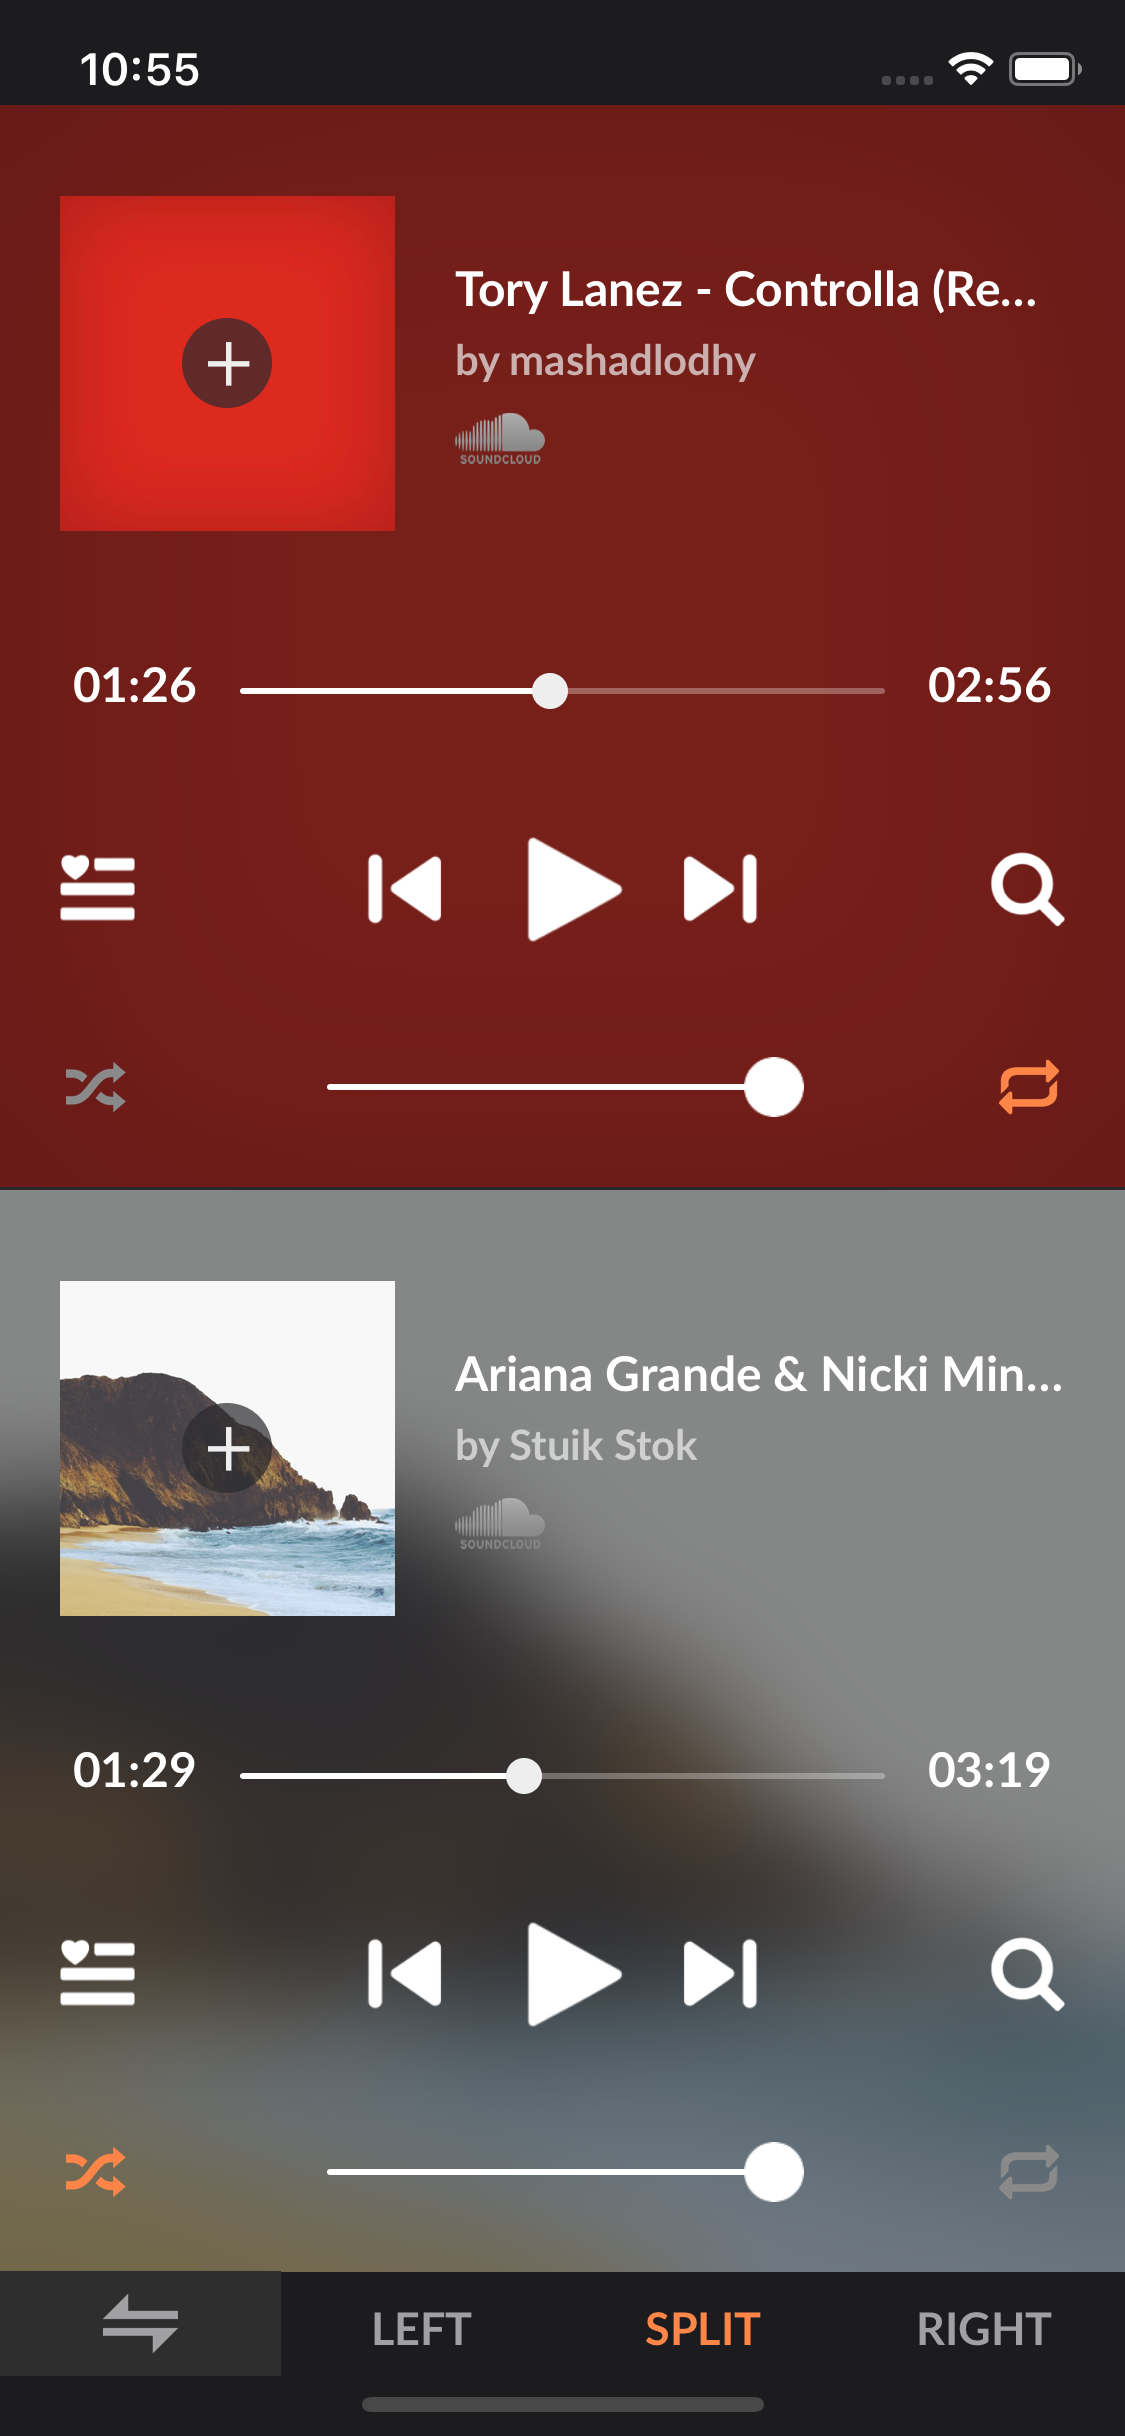 10:55
Tory Lanez - Controlla (Re...
by mashadlodhy
SOUNDCLOUD
01:26
02:56
Ariana Grande & Nicki Min...
by Stuik Stok
SOUNDCLOUD
01:29
03:19
LEFT SPLIT RIGHT